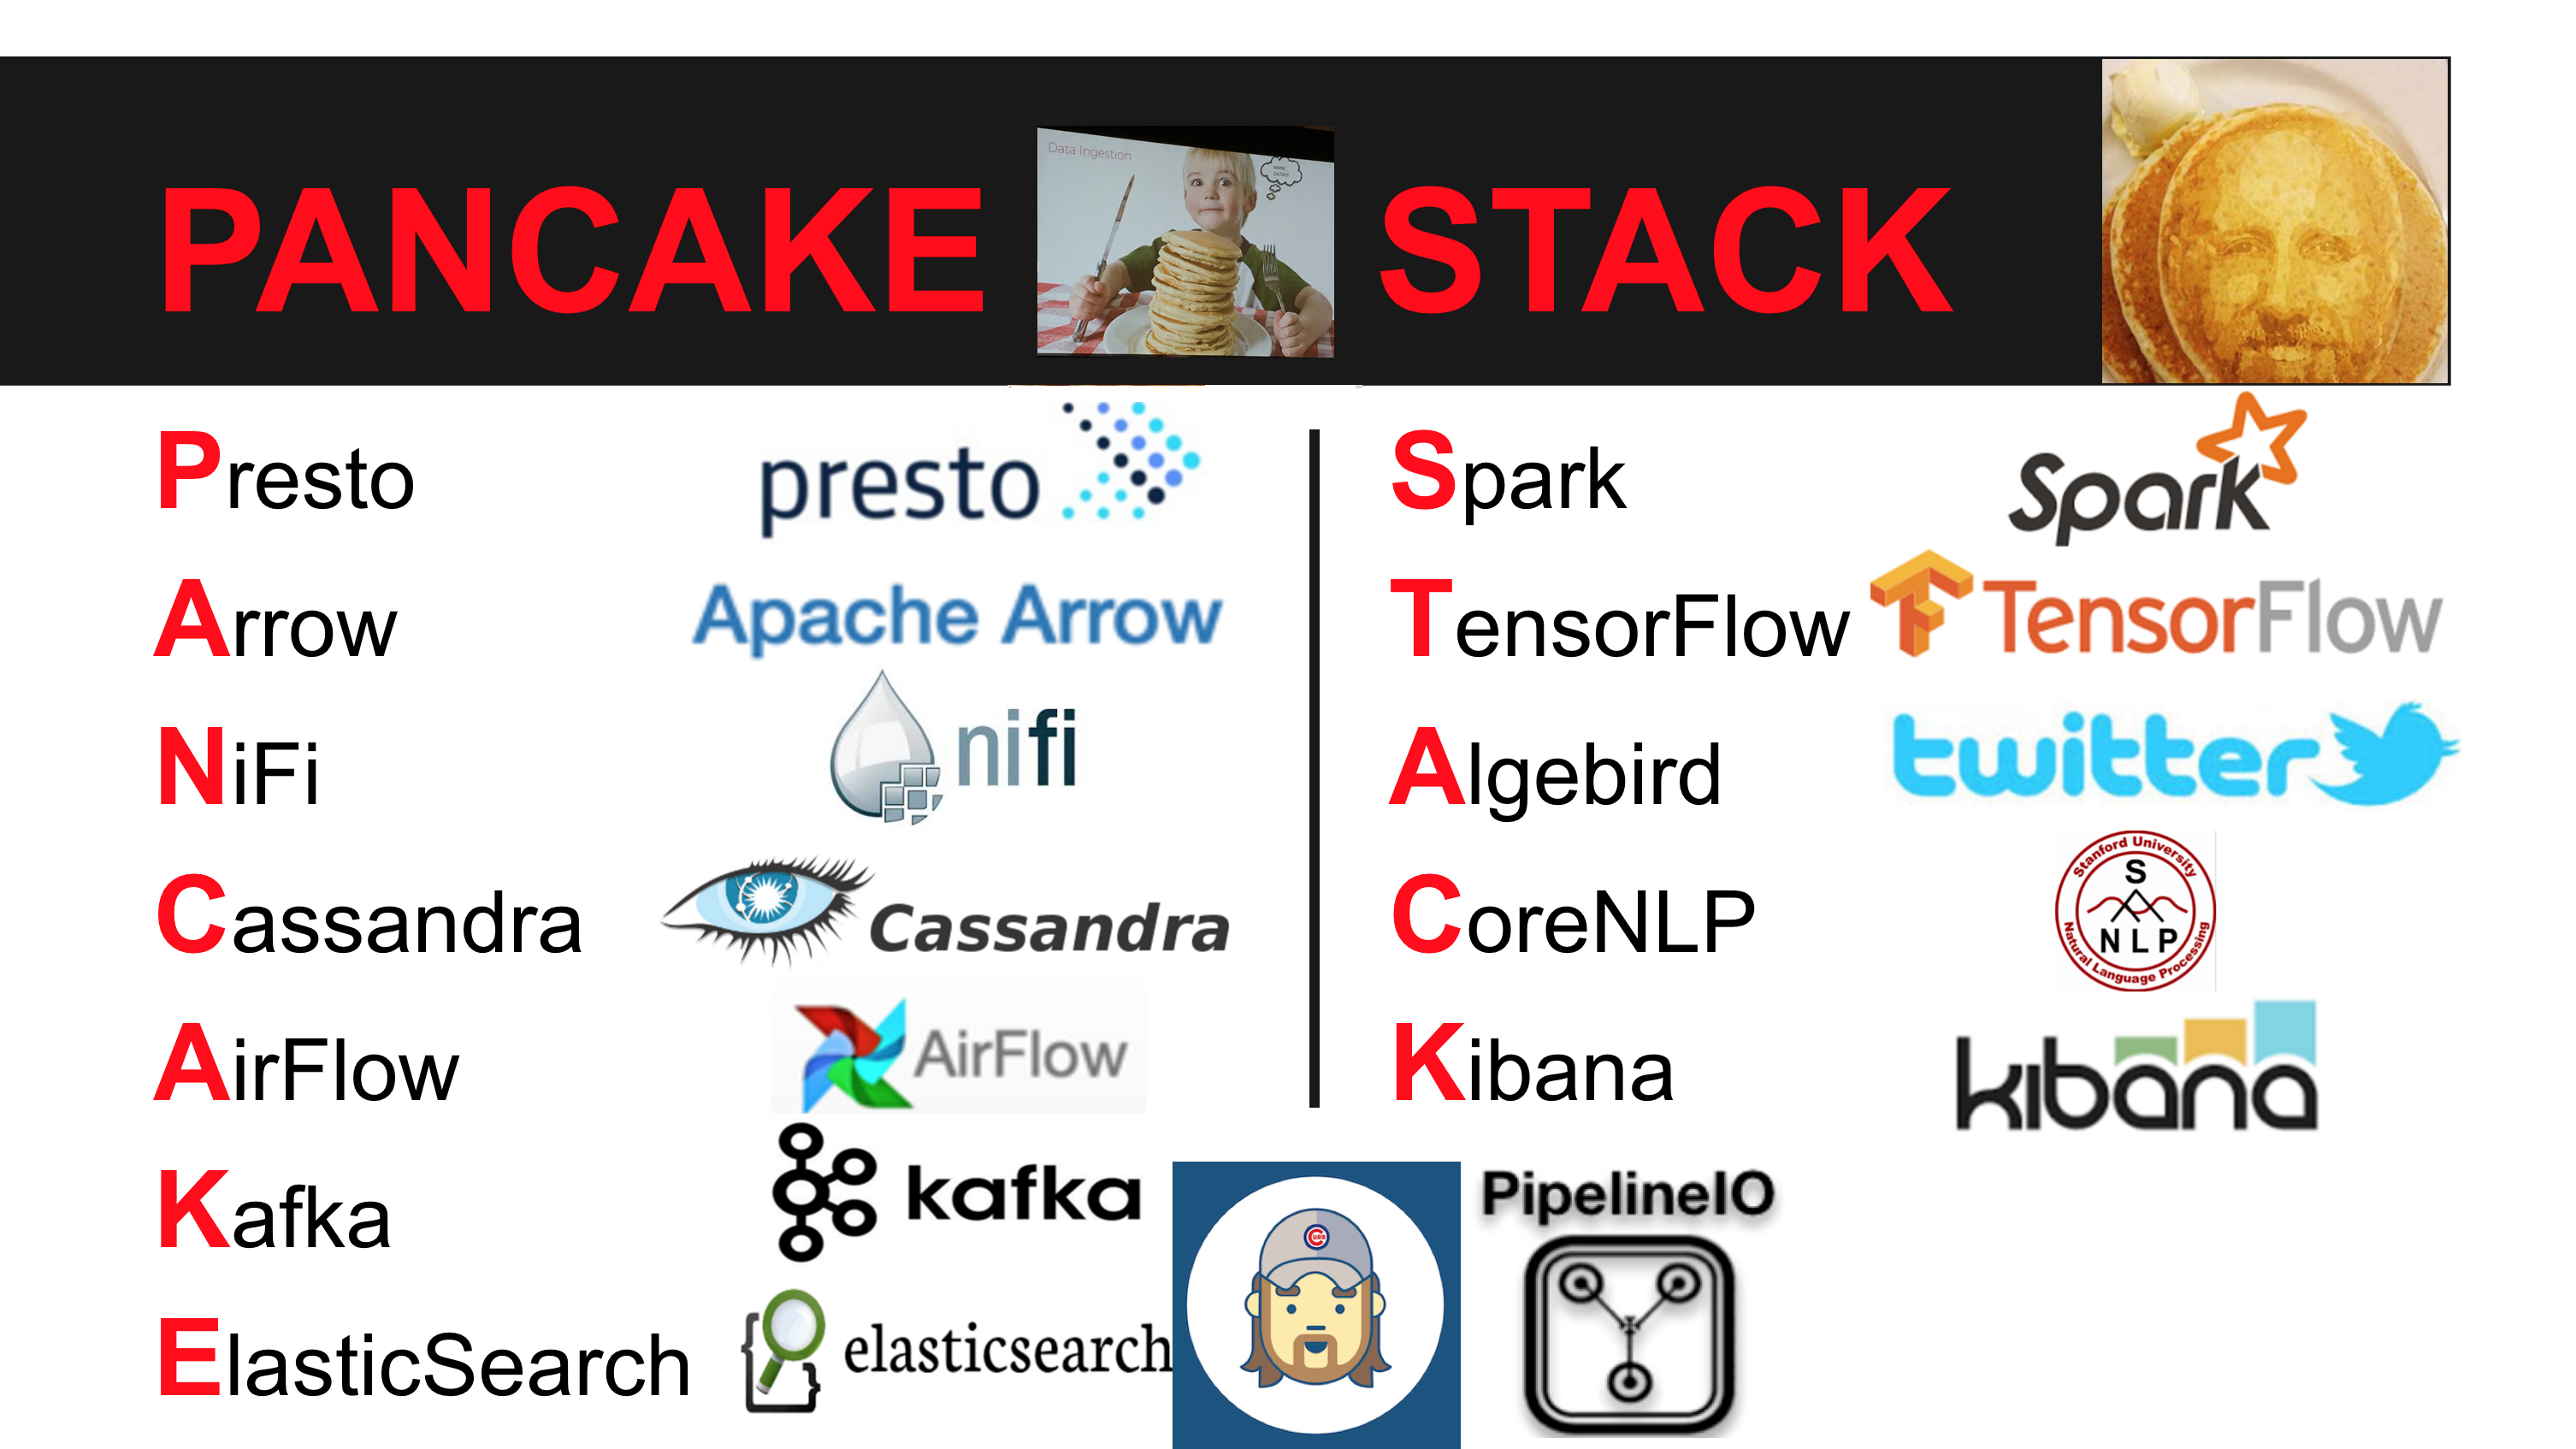 PANCAKE STACK
Data Ingestion
Presto
presto
Arrow
Apache Arrow
NiFi
nifi
Cassandra
Cassandra
AirFlow
AirFlow
Kafka
kafka
ElasticSearch
elasticsearch
Spark
Spark
TensorFlow
TensorFlow
Algebird
twitter
CoreNLP
Stanford University
S
NLP
Natural Language Processing
Kibana
kibana
CUBS
PipelineIO